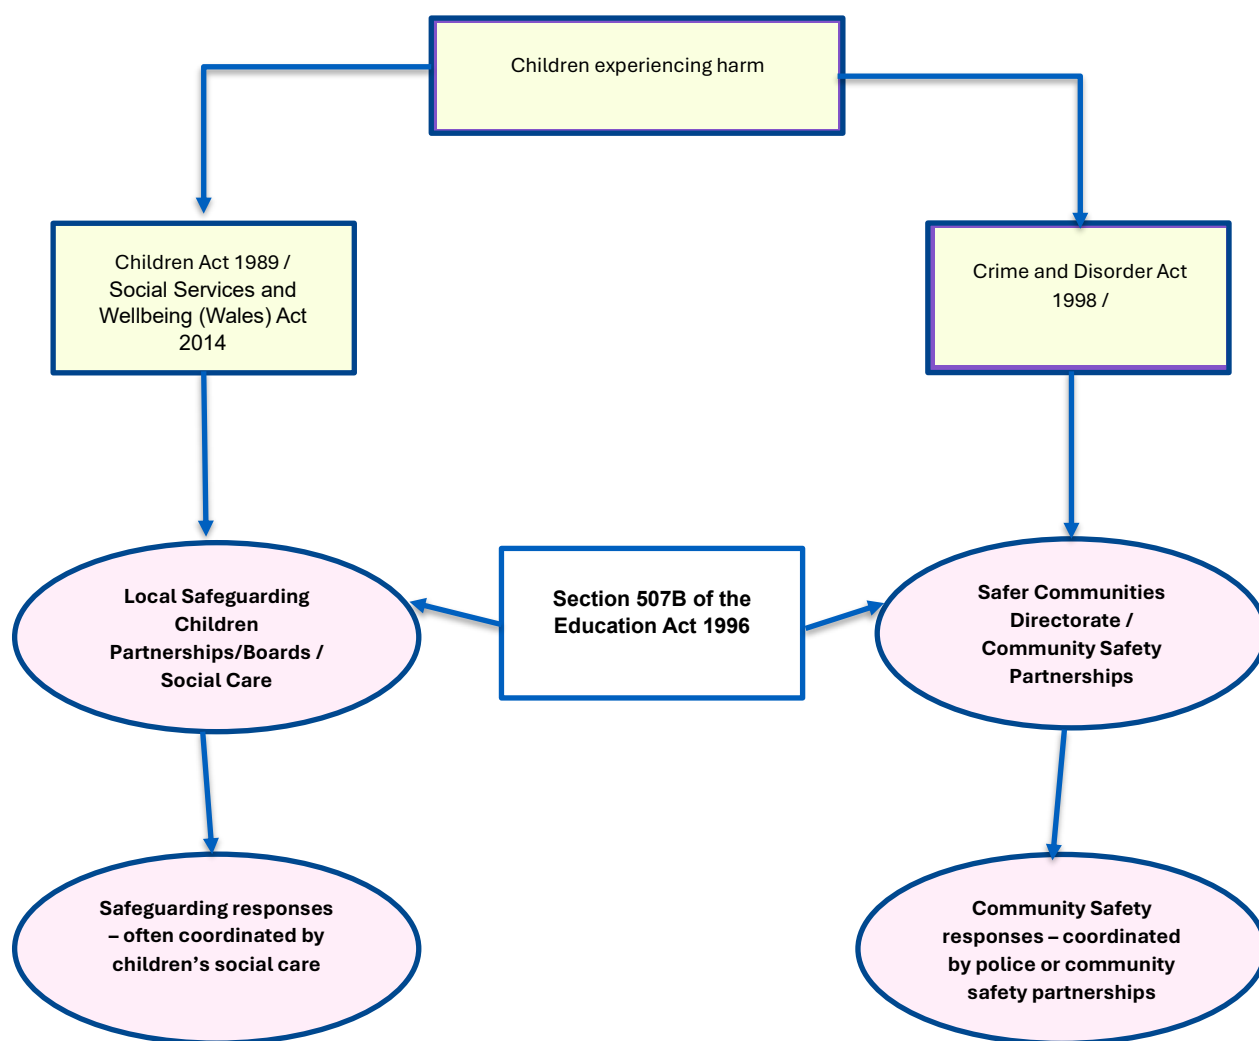 Children experiencing harm
Children Act 1989 /
Social Services and
Wellbeing (Wales) Act
2014
Crime and Disorder Act
1998 /
Local Safeguarding
Children
Partnerships/Boards /
Social Care
Section 507B of the
Education Act 1996
Safer Communities
Directorate /
Community Safety
Partnerships
Safeguarding responses
– often coordinated by
children’s social care
Community Safety
responses – coordinated
by police or community
safety partnerships